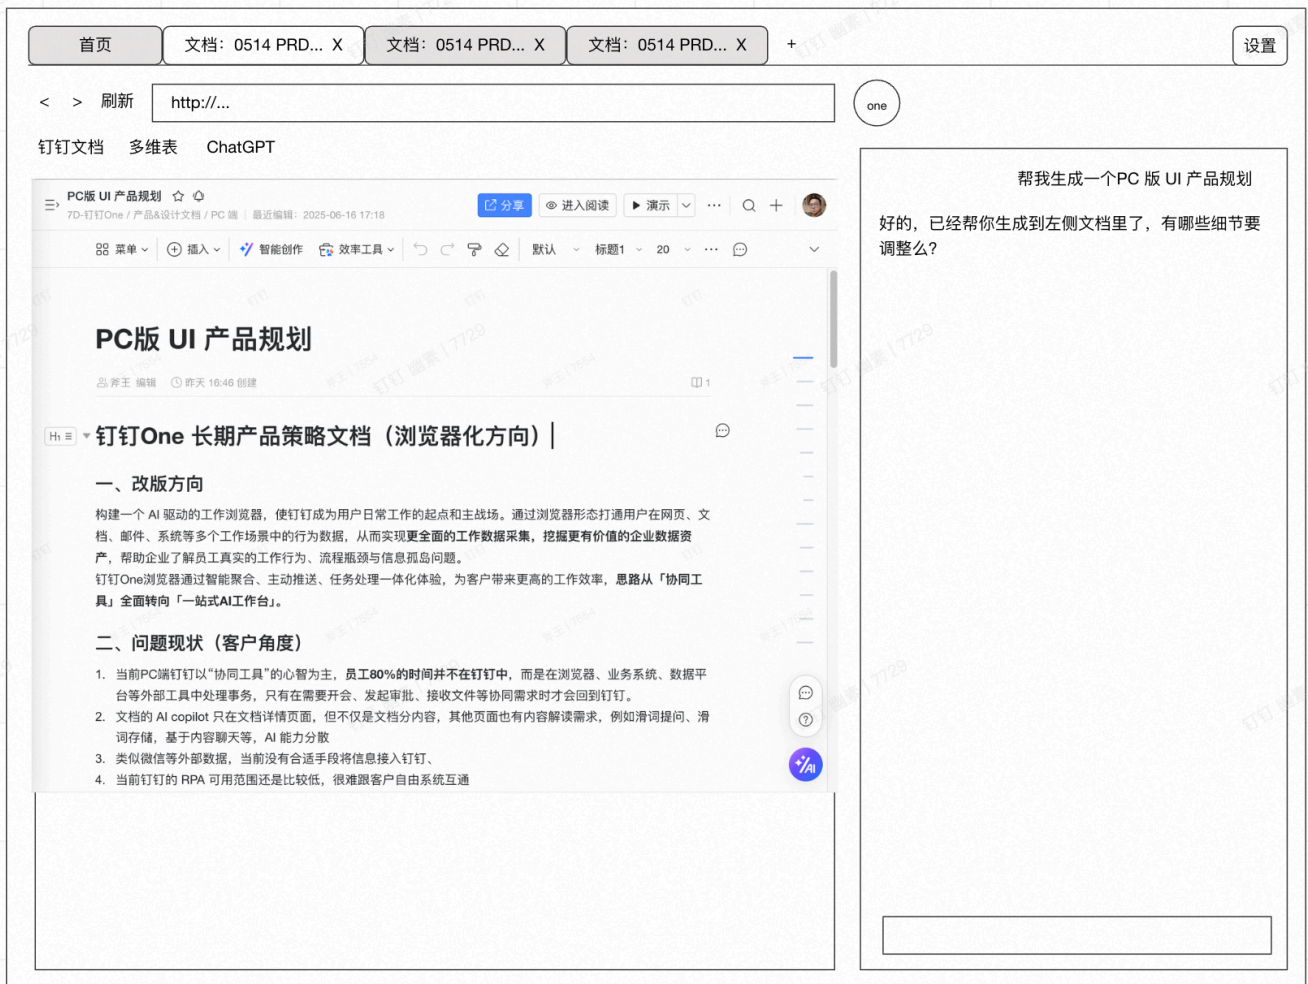 首页
文档：0514 PRD... X
文档：0514 PRD... X
文档：0514 PRD... X
+
设置
< > 刷新
http://...
one
钉钉文档 多维表 ChatGPT
PC版 UI 产品规划
7D-钉钉One / 产品&设计文档 / PC 端 | 最近编辑：2025-06-16 17:18
分享
进入阅读
演示
菜单
插入
智能创作
效率工具
默认
标题1
20
PC版 UI 产品规划
斧王 编辑 昨天 16:46 创建
1
H1
钉钉One 长期产品策略文档（浏览器化方向）
一、改版方向
构建一个 AI 驱动的工作浏览器，使钉钉成为用户日常工作的起点和主战场。通过浏览器形态打通用户在网页、文
档、邮件、系统等多个工作场景中的行为数据，从而实现更全面的工作数据采集，挖掘更有价值的企业数据资
产，帮助企业了解员工真实的工作行为、流程瓶颈与信息孤岛问题。
钉钉One浏览器通过智能聚合、主动推送、任务处理一体化体验，为客户带来更高的工作效率，思路从「协同工
具」全面转向「一站式AI工作台」。
二、问题现状（客户角度）
1. 当前PC端钉钉以“协同工具”的心智为主，员工80%的时间并不在钉钉中，而是在浏览器、业务系统、数据平
台等外部工具中处理事务，只有在需要开会、发起审批、接收文件等协同需求时才会回到钉钉。
2. 文档的 AI copilot 只在文档详情页面，但不仅是文档分内容，其他页面也有内容解读需求，例如滑词提问、滑
词存储，基于内容聊天等，AI 能力分散
3. 类似微信等外部数据，当前没有合适手段将信息接入钉钉、
4. 当前钉钉的 RPA 可用范围还是比较低，很难跟客户自由系统互通
AI
帮我生成一个PC 版 UI 产品规划
好的，已经帮你生成到左侧文档里了，有哪些细节要
调整么?